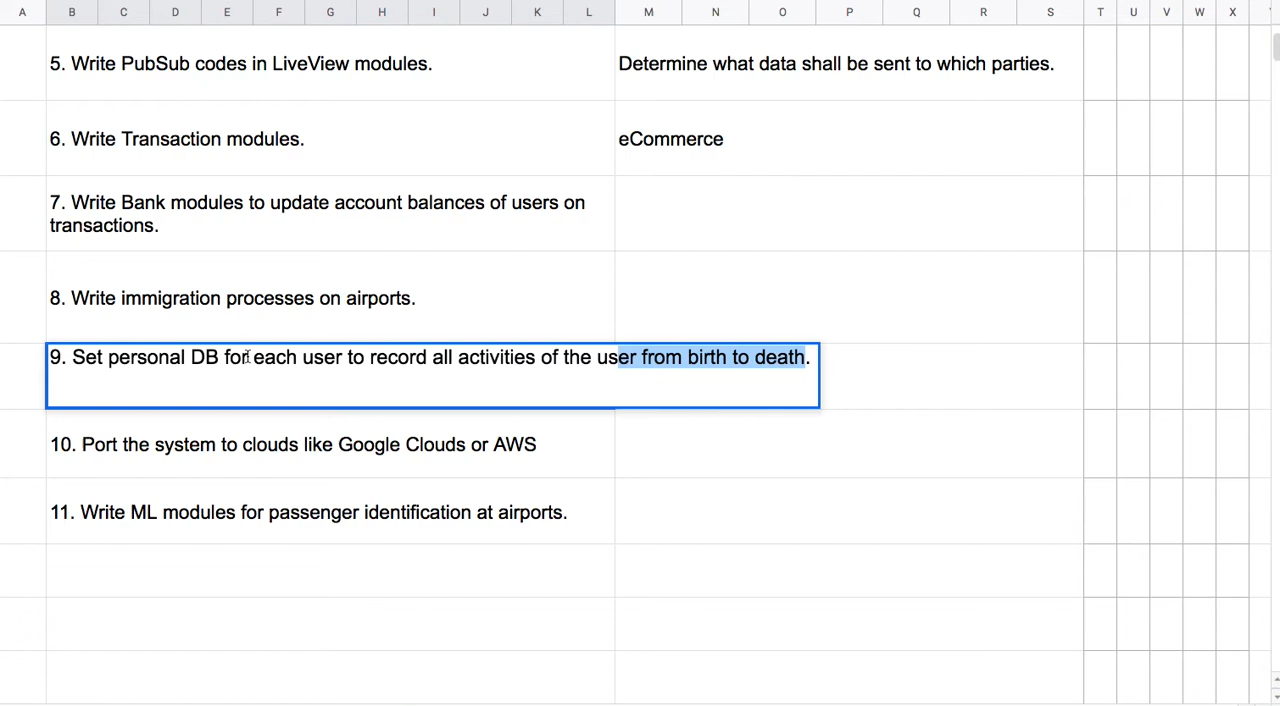 A B C D E F G H I J K L M N O P Q R S T U V W X
5. Write PubSub codes in LiveView modules. Determine what data shall be sent to which parties.
6. Write Transaction modules. eCommerce
7. Write Bank modules to update account balances of users on
transactions.
8. Write immigration processes on airports.
9. Set personal DB for each user to record all activities of the user from birth to death.
10. Port the system to clouds like Google Clouds or AWS
11. Write ML modules for passenger identification at airports.